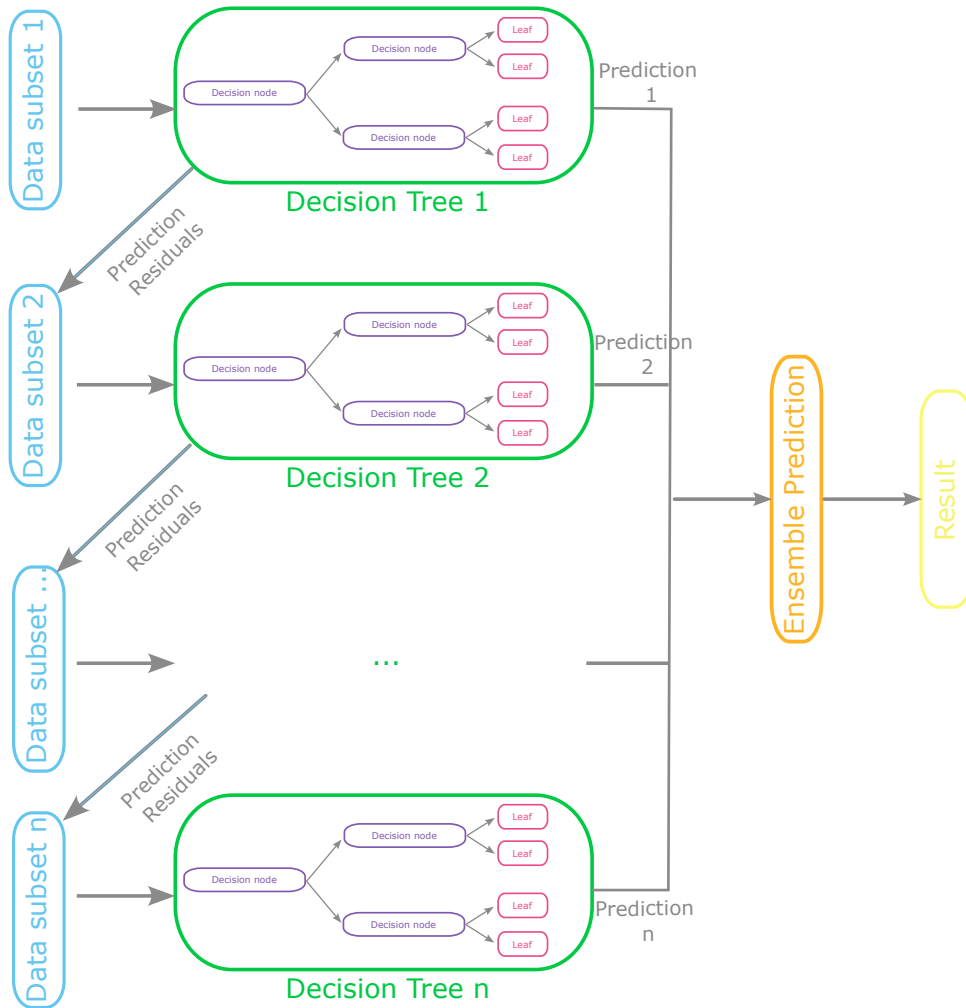 Data subset 1
Decision node
Decision node
Decision node
Leaf
Leaf
Leaf
Leaf
Decision Tree 1
Prediction
1
Prediction
Residuals
Data subset 2
Decision node
Decision node
Decision node
Leaf
Leaf
Leaf
Leaf
Decision Tree 2
Prediction
2
Prediction
Residuals
Data subset ...
...
Prediction
Residuals
Data subset n
Decision node
Decision node
Decision node
Leaf
Leaf
Leaf
Leaf
Decision Tree n
Prediction
n
Ensemble Prediction
Result